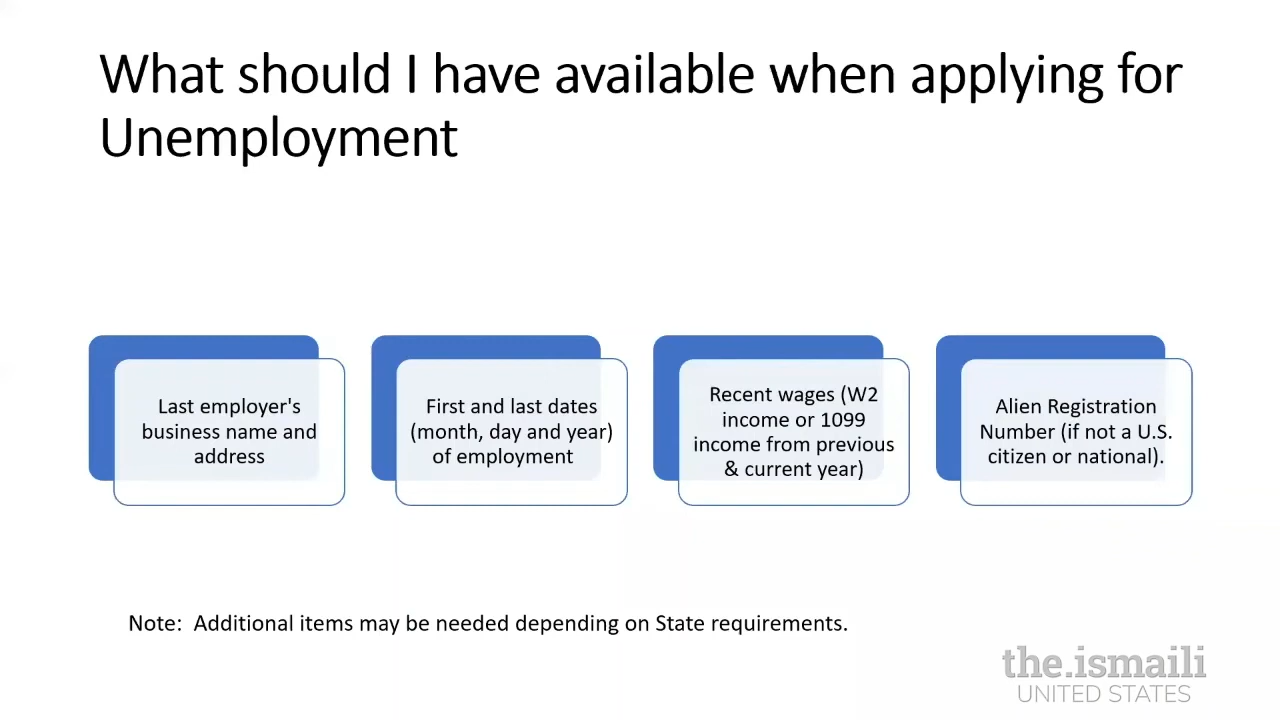 What should I have available when applying for
Unemployment
Last employer's
business name and
address
First and last dates
(month, day and year)
of employment
Recent wages (W2
income or 1099
income from previous
& current year)
Alien Registration
Number (if not a U.S.
citizen or national).
Note:  Additional items may be needed depending on State requirements.
the.ismaili
UNITED STATES